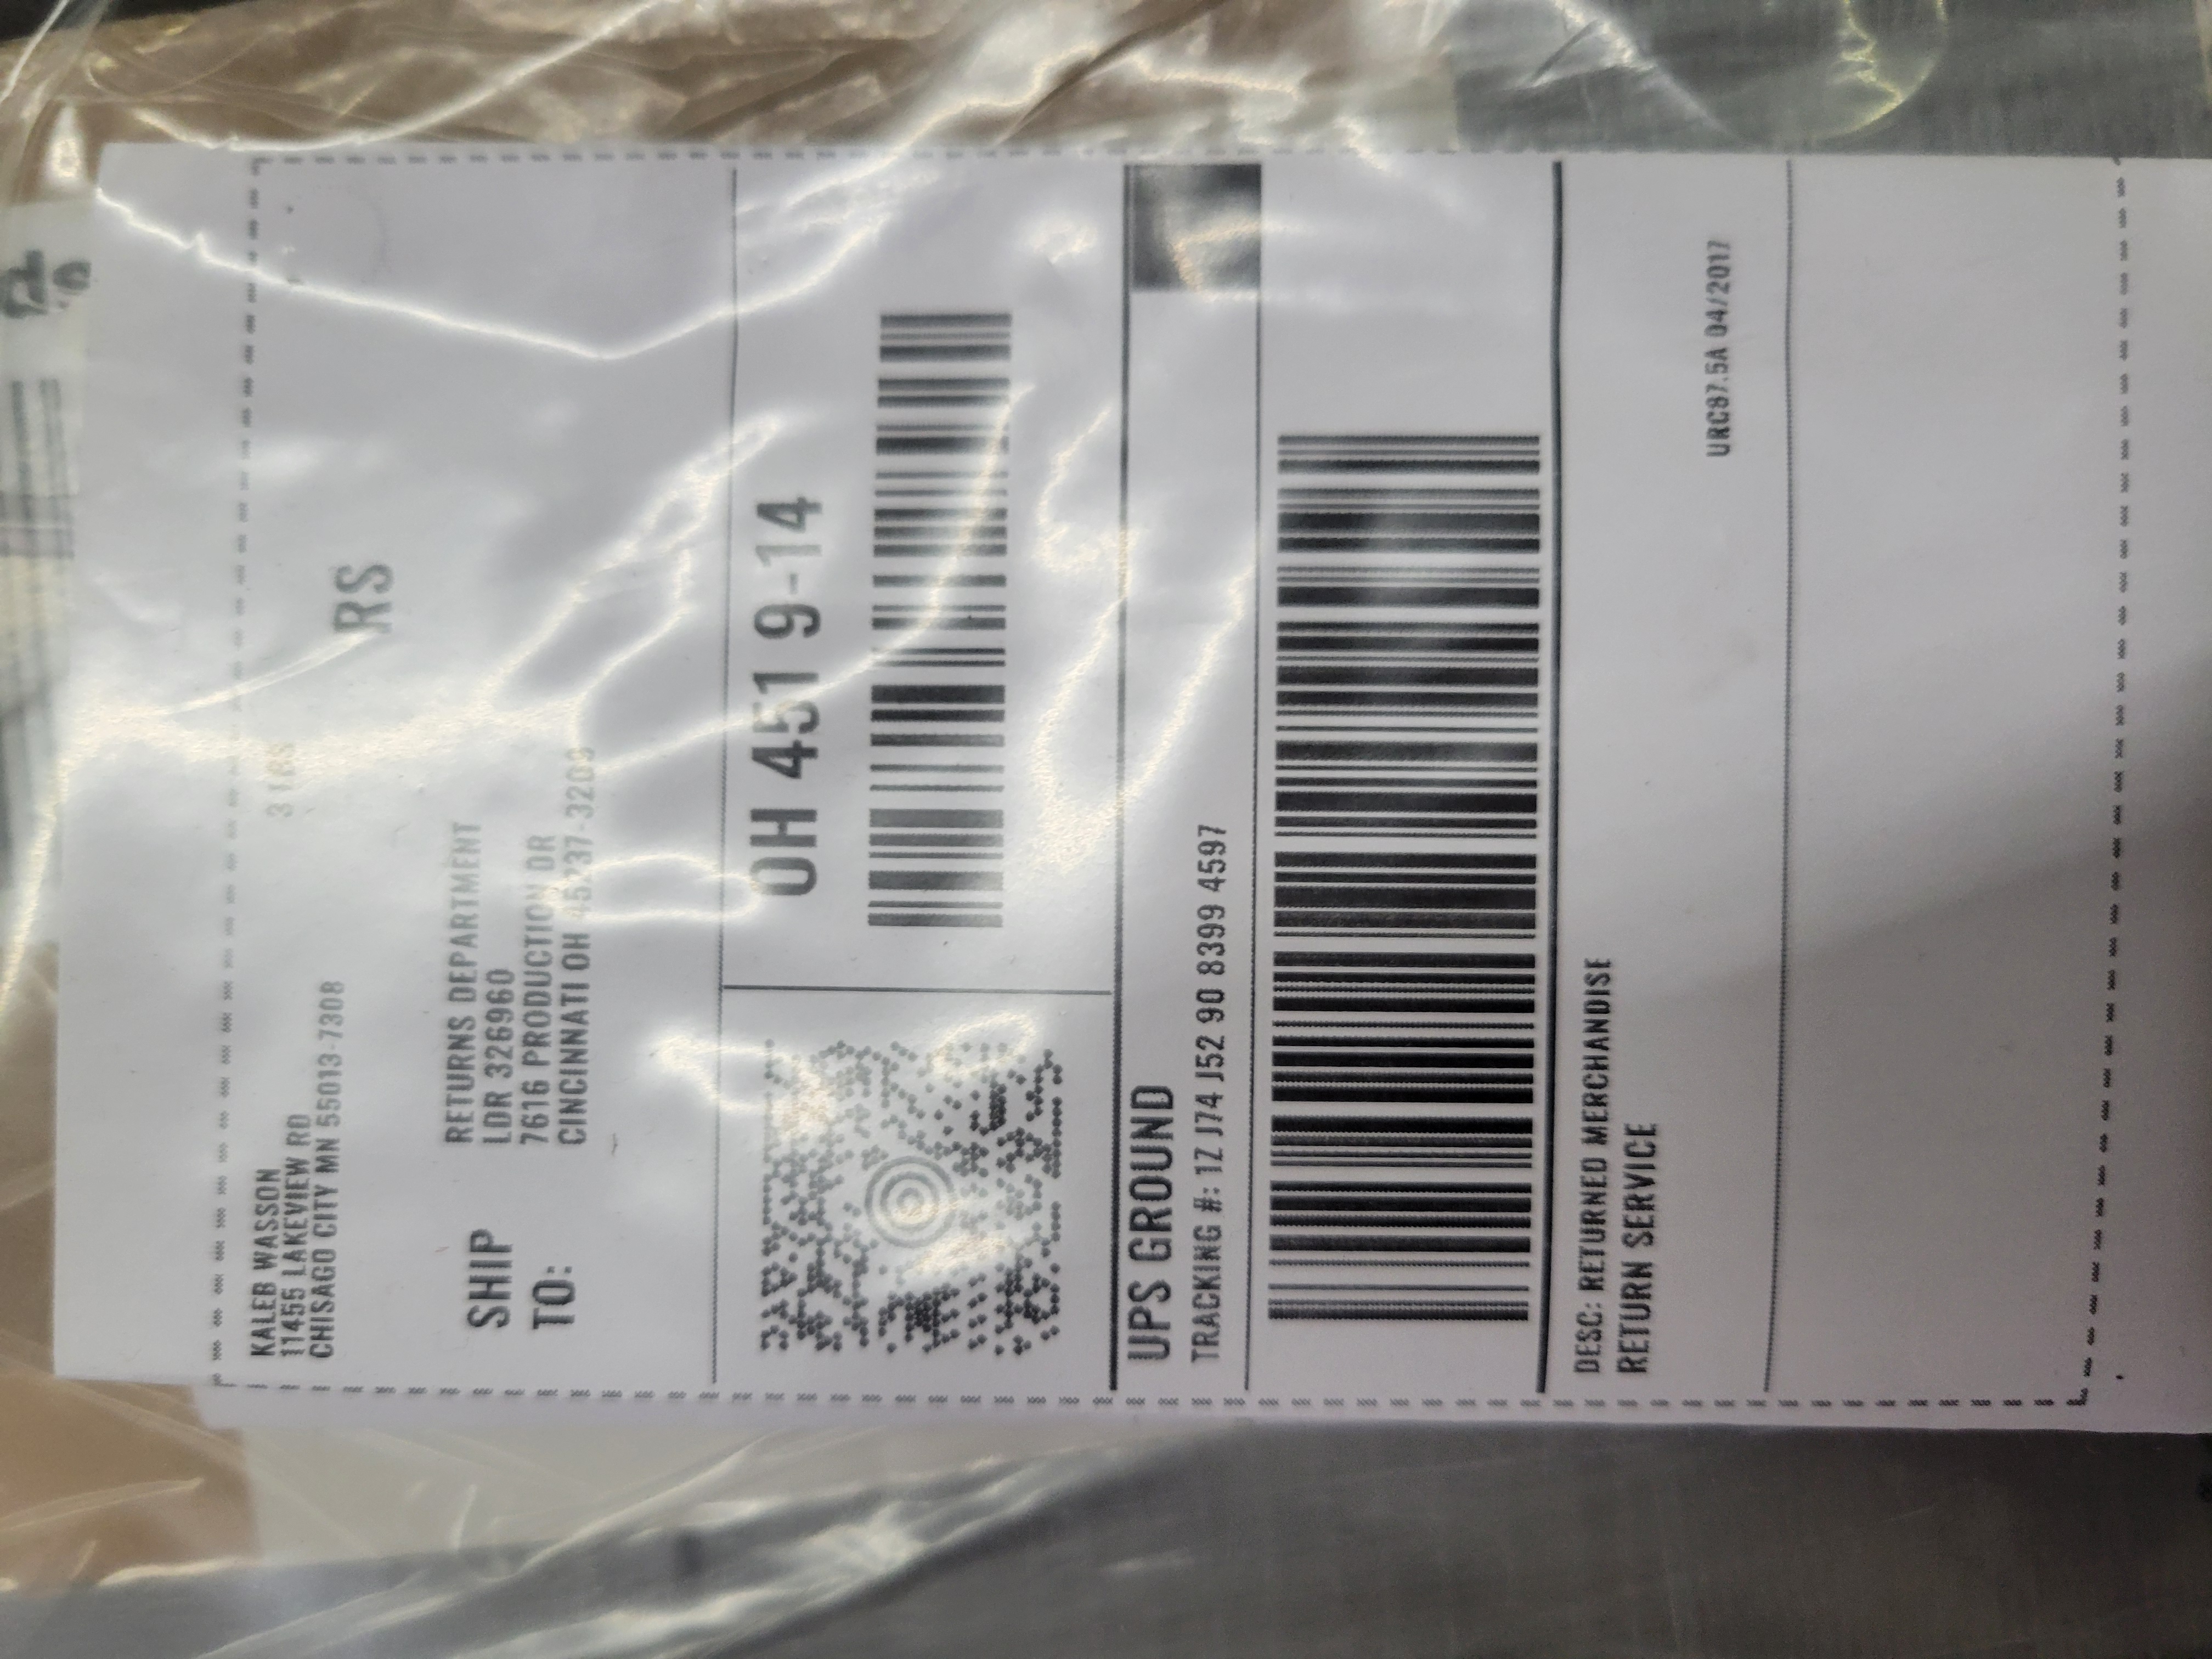 KALEB WASSON
11455 LAKEVIEW RD
CHISAGO CITY MN 55013-7308
RS
SHIP
TO:
RETURNS DEPARTMENT
LDR 326960
7616 PRODUCTION DR
CINCINNATI OH 45237-3209
OH 451 9-14
UPS GROUND
TRACKING #: 1Z J74 J52 90 8399 4597
DESC: RETURNED MERCHANDISE
RETURN SERVICE
URC87.5A 04/2017